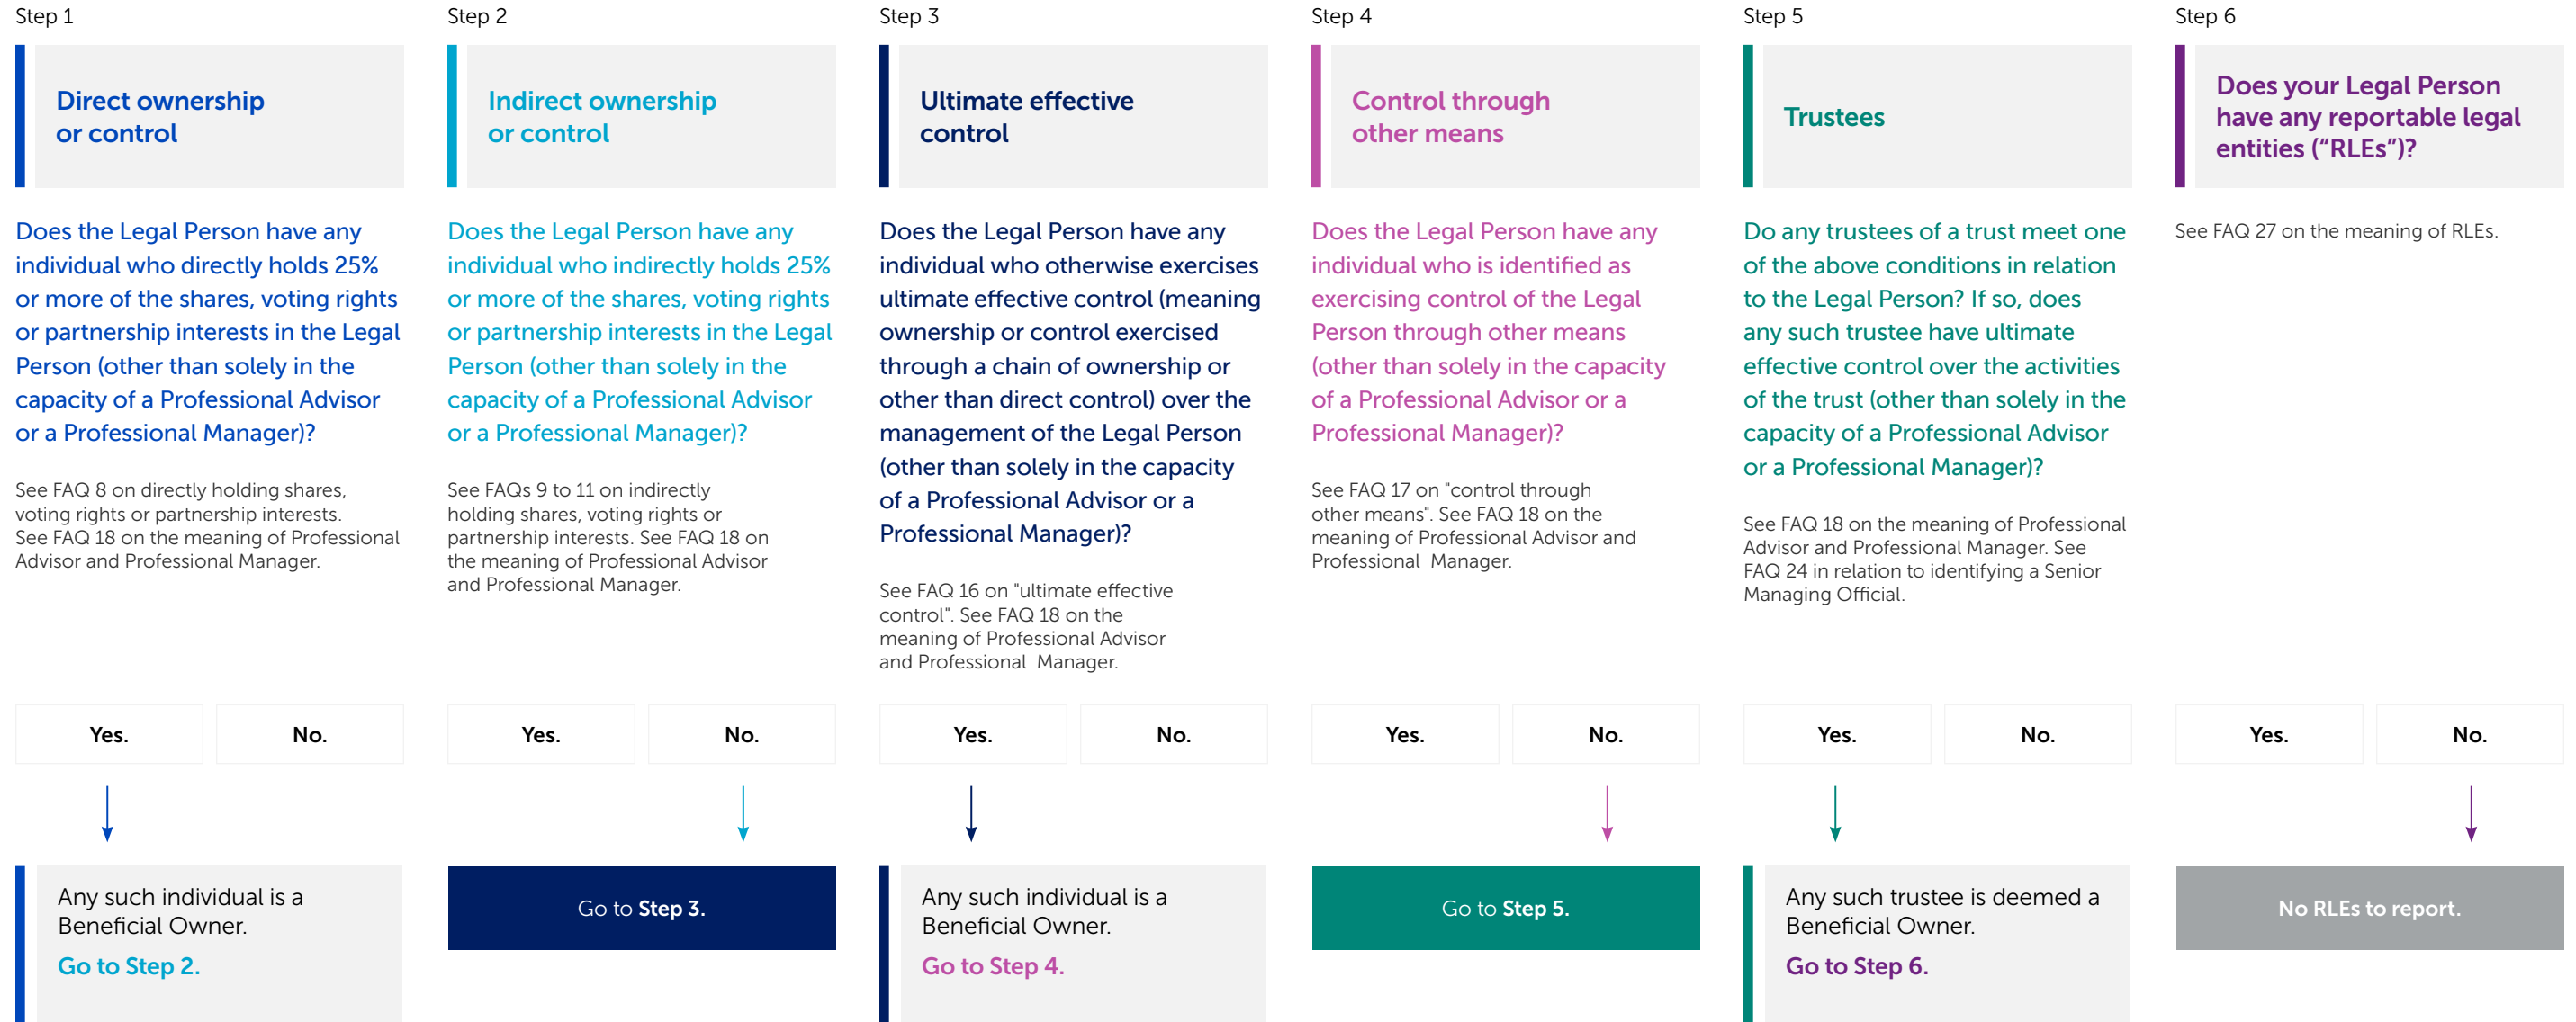 Step 1
Direct ownership
or control
Does the Legal Person have any
individual who directly holds 25%
or more of the shares, voting rights
or partnership interests in the Legal
Person (other than solely in the
capacity of a Professional Advisor
or a Professional Manager)?
See FAQ 8 on directly holding shares,
voting rights or partnership interests.
See FAQ 18 on the meaning of Professional
Advisor and Professional Manager.
Yes.
No.
Any such individual is a
Beneficial Owner.
Go to Step 2.
Step 2
Indirect ownership
or control
Does the Legal Person have any
individual who indirectly holds 25%
or more of the shares, voting rights
or partnership interests in the Legal
Person (other than solely in the
capacity of a Professional Advisor
or a Professional Manager)?
See FAQs 9 to 11 on indirectly
holding shares, voting rights or
partnership interests. See FAQ 18 on
the meaning of Professional Advisor
and Professional Manager.
Yes.
No.
Go to Step 3.
Step 3
Ultimate effective
control
Does the Legal Person have any
individual who otherwise exercises
ultimate effective control (meaning
ownership or control exercised
through a chain of ownership or
other than direct control) over the
management of the Legal Person
(other than solely in the capacity
of a Professional Advisor or a
Professional Manager)?
See FAQ 16 on "ultimate effective
control". See FAQ 18 on the
meaning of Professional Advisor
and Professional Manager.
Yes.
No.
Any such individual is a
Beneficial Owner.
Go to Step 4.
Step 4
Control through
other means
Does the Legal Person have any
individual who is identified as
exercising control of the Legal
Person through other means
(other than solely in the capacity
of a Professional Advisor or a
Professional Manager)?
See FAQ 17 on "control through
other means". See FAQ 18 on the
meaning of Professional Advisor and
Professional Manager.
Yes.
No.
Go to Step 5.
Step 5
Trustees
Do any trustees of a trust meet one
of the above conditions in relation
to the Legal Person? If so, does
any such trustee have ultimate
effective control over the activities
of the trust (other than solely in the
capacity of a Professional Advisor
or a Professional Manager)?
See FAQ 18 on the meaning of Professional
Advisor and Professional Manager. See
FAQ 24 in relation to identifying a Senior
Managing Official.
Yes.
No.
Any such trustee is deemed a
Beneficial Owner.
Go to Step 6.
Step 6
Does your Legal Person
have any reportable legal
entities (“RLEs”)?
See FAQ 27 on the meaning of RLEs.
Yes.
No.
No RLEs to report.